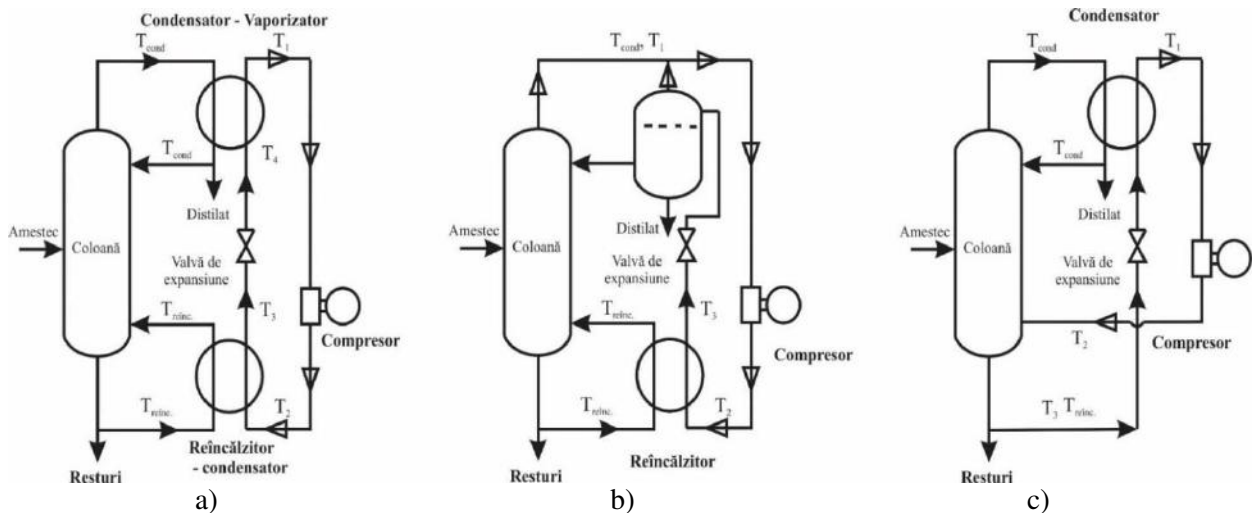 Condensator - Vaporizator
T_cond
T_1
T_cond
T_4
Distilat
Amestec
Coloană
Valvă de
expansiune
T_reînc.
T_3
Compresor
T_reînc.
T_2
Reîncălzitor
- condensator
Resturi
a)
T_cond, T_1
Distilat
Amestec
Coloană
Valvă de
expansiune
T_reînc.
T_3
Compresor
T_reînc.
T_2
Reîncălzitor
Resturi
b)
Condensator
T_cond
T_1
T_cond
Distilat
Amestec
Coloană
Valvă de
expansiune
T_2
Compresor
T_3 T_reînc.
Resturi
c)